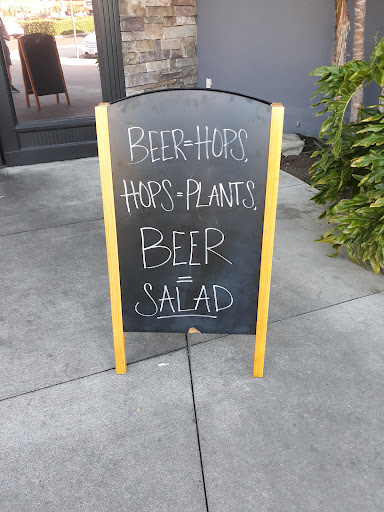 BEER=HOPS.
HOPS=PLANTS.
BEER
=
SALAD